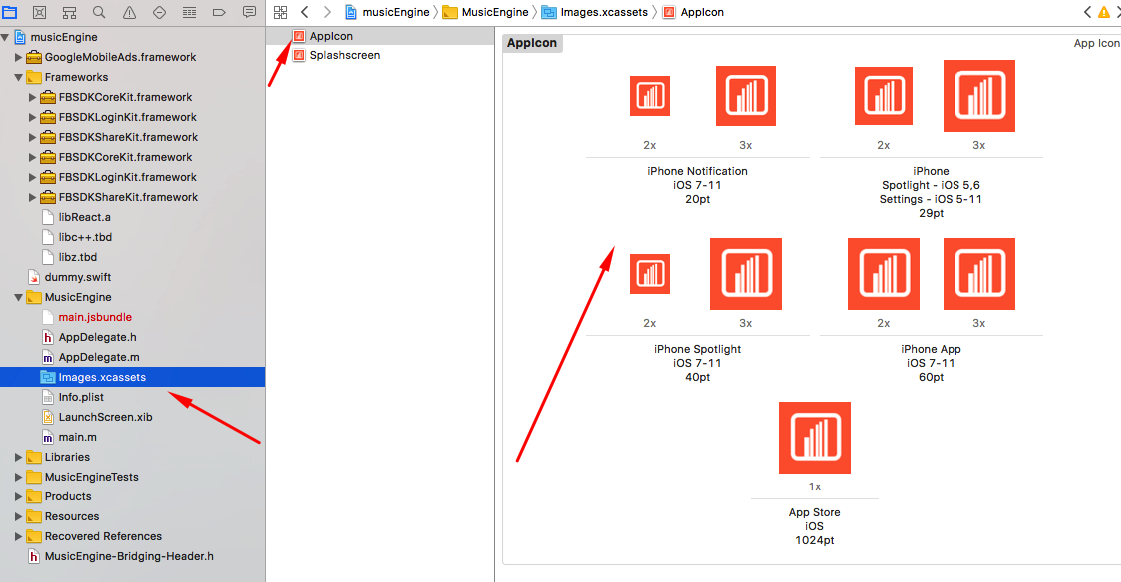 musicEngine
MusicEngine
Images.xcassets
AppIcon
musicEngine
GoogleMobileAds.framework
Frameworks
FBSDKCoreKit.framework
FBSDKLoginKit.framework
FBSDKShareKit.framework
FBSDKCoreKit.framework
FBSDKLoginKit.framework
FBSDKShareKit.framework
libReact.a
libc++.tbd
libz.tbd
dummy.swift
MusicEngine
main.jsbundle
AppDelegate.h
AppDelegate.m
Images.xcassets
Info.plist
LaunchScreen.xib
main.m
Libraries
MusicEngineTests
Products
Resources
Recovered References
MusicEngine-Bridging-Header.h
AppIcon
Splashscreen
AppIcon
App Icon
2x 3x
iPhone Notification
iOS 7-11
20pt
2x 3x
iPhone
Spotlight - iOS 5,6
Settings - iOS 5-11
29pt
2x 3x
iPhone Spotlight
iOS 7-11
40pt
2x 3x
iPhone App
iOS 7-11
60pt
1x
App Store
iOS
1024pt